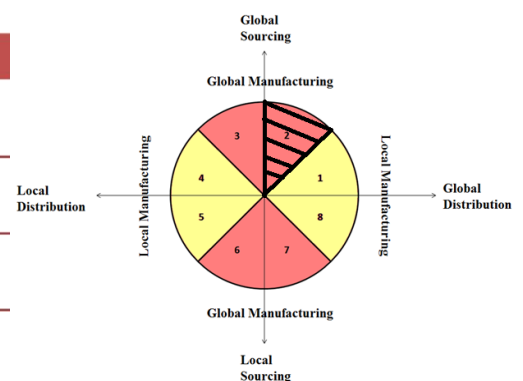 Global
Sourcing
Global Manufacturing
3
2
Local Manufacturing
4
1
Local Manufacturing
Local
Distribution
Global
Distribution
5
8
6
7
Global Manufacturing
Local
Sourcing